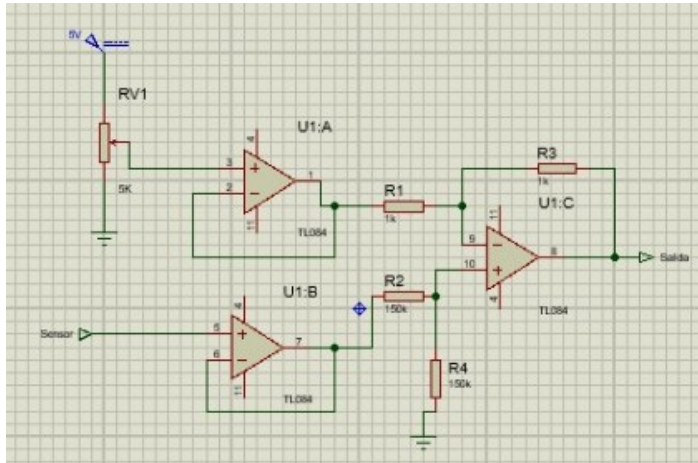 5V
RV1
5K
U1:A
4
3
+
2
-
1
11
TL084
R1
1k
R3
1k
U1:C
11
9
-
10
+
8
4
TL084
Salida
R2
150k
R4
150k
U1:B
4
Sensor
5
+
6
-
7
11
TL084